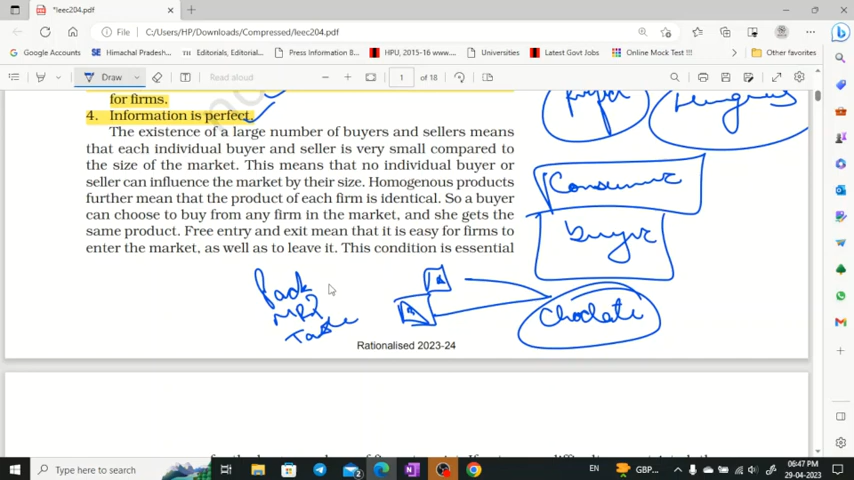 *leec204.pdf
File
C:/Users/HP/Downloads/Compressed/leec204.pdf
Google Accounts
Himachal Pradesh...
Editorials, Editorial...
Press Information B...
HPU, 2015-16 www....
Universities
Latest Govt Jobs
Online Mock Test |...
Other favorites
Draw
Read aloud
1
of 18
for firms.
4. Information is perfect.
The existence of a large number of buyers and sellers means
that each individual buyer and seller is very small compared to
the size of the market. This means that no individual buyer or
seller can influence the market by their size. Homogenous products
further mean that the product of each firm is identical. So a buyer
can choose to buy from any firm in the market, and she gets the
same product. Free entry and exit mean that it is easy for firms to
enter the market, as well as to leave it. This condition is essential
buyer
Pack
MRP
Rationalised 2023-24
Type here to search
2
EN
GBP...
06:47 PM
29-04-2023